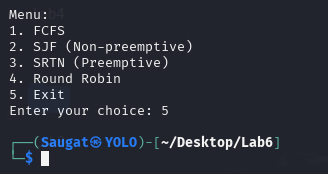 Menu:
1. FCFS
2. SJF (Non-preemptive)
3. SRTN (Preemptive)
4. Round Robin
5. Exit
Enter your choice: 5
┌──(Saugat㉿YOLO)-[~/Desktop/Lab6]
└─$